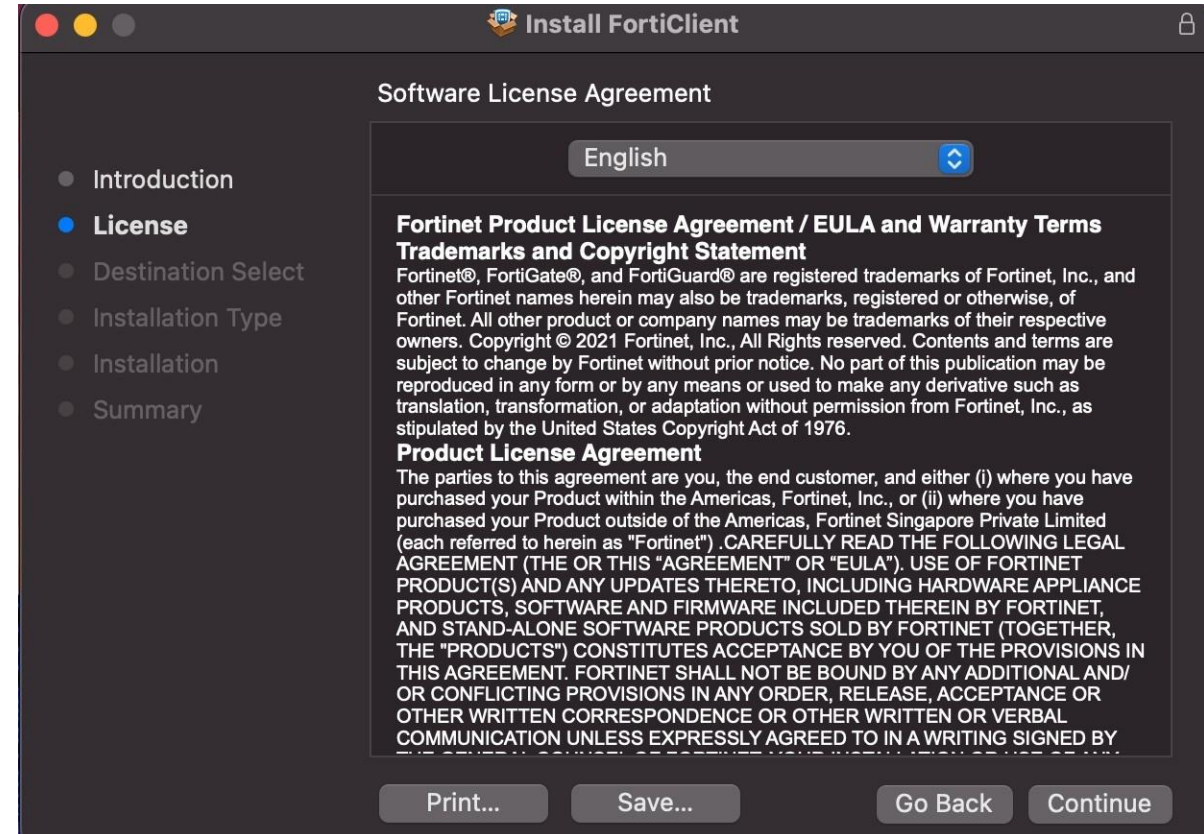 Install FortiClient
Software License Agreement
English
Introduction
License
Destination Select
Installation Type
Installation
Summary
Fortinet Product License Agreement / EULA and Warranty Terms
Trademarks and Copyright Statement
Fortinet®, FortiGate®, and FortiGuard® are registered trademarks of Fortinet, Inc., and
other Fortinet names herein may also be trademarks, registered or otherwise, of
Fortinet. All other product or company names may be trademarks of their respective
owners. Copyright © 2021 Fortinet, Inc., All Rights reserved. Contents and terms are
subject to change by Fortinet without prior notice. No part of this publication may be
reproduced in any form or by any means or used to make any derivative such as
translation, transformation, or adaptation without permission from Fortinet, Inc., as
stipulated by the United States Copyright Act of 1976.
Product License Agreement
The parties to this agreement are you, the end customer, and either (i) where you have
purchased your Product within the Americas, Fortinet, Inc., or (ii) where you have
purchased your Product outside of the Americas, Fortinet Singapore Private Limited
(each referred to herein as "Fortinet") .CAREFULLY READ THE FOLLOWING LEGAL
AGREEMENT (THE OR THIS “AGREEMENT” OR “EULA”). USE OF FORTINET
PRODUCT(S) AND ANY UPDATES THERETO, INCLUDING HARDWARE APPLIANCE
PRODUCTS, SOFTWARE AND FIRMWARE INCLUDED THEREIN BY FORTINET,
AND STAND-ALONE SOFTWARE PRODUCTS SOLD BY FORTINET (TOGETHER,
THE "PRODUCTS") CONSTITUTES ACCEPTANCE BY YOU OF THE PROVISIONS IN
THIS AGREEMENT. FORTINET SHALL NOT BE BOUND BY ANY ADDITIONAL AND/
OR CONFLICTING PROVISIONS IN ANY ORDER, RELEASE, ACCEPTANCE OR
OTHER WRITTEN CORRESPONDENCE OR OTHER WRITTEN OR VERBAL
COMMUNICATION UNLESS EXPRESSLY AGREED TO IN A WRITING SIGNED BY
Print...
Save...
Go Back
Continue